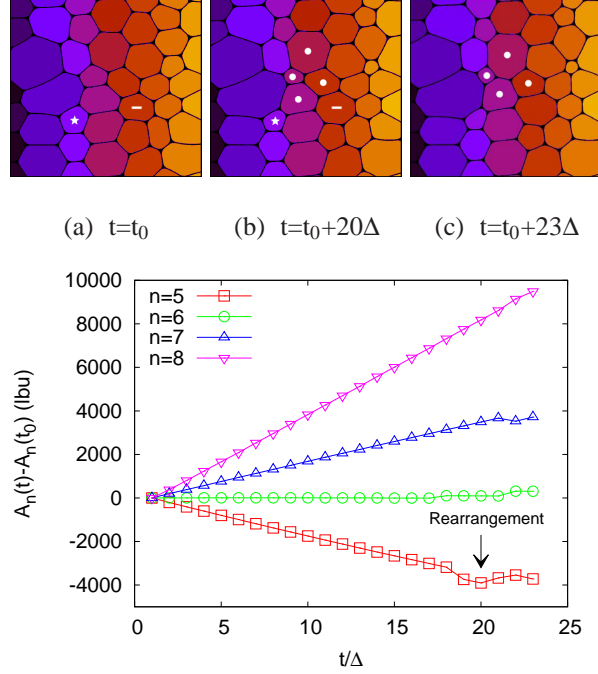 (a) t=t₀ (b) t=t₀+20Δ (c) t=t₀+23Δ
10000
8000
6000
4000
2000
0
-2000
-4000
Aₙ(t)-Aₙ(t₀) (lbu)
n=5
n=6
n=7
n=8
Rearrangement
0 5 10 15 20 25
t/Δ